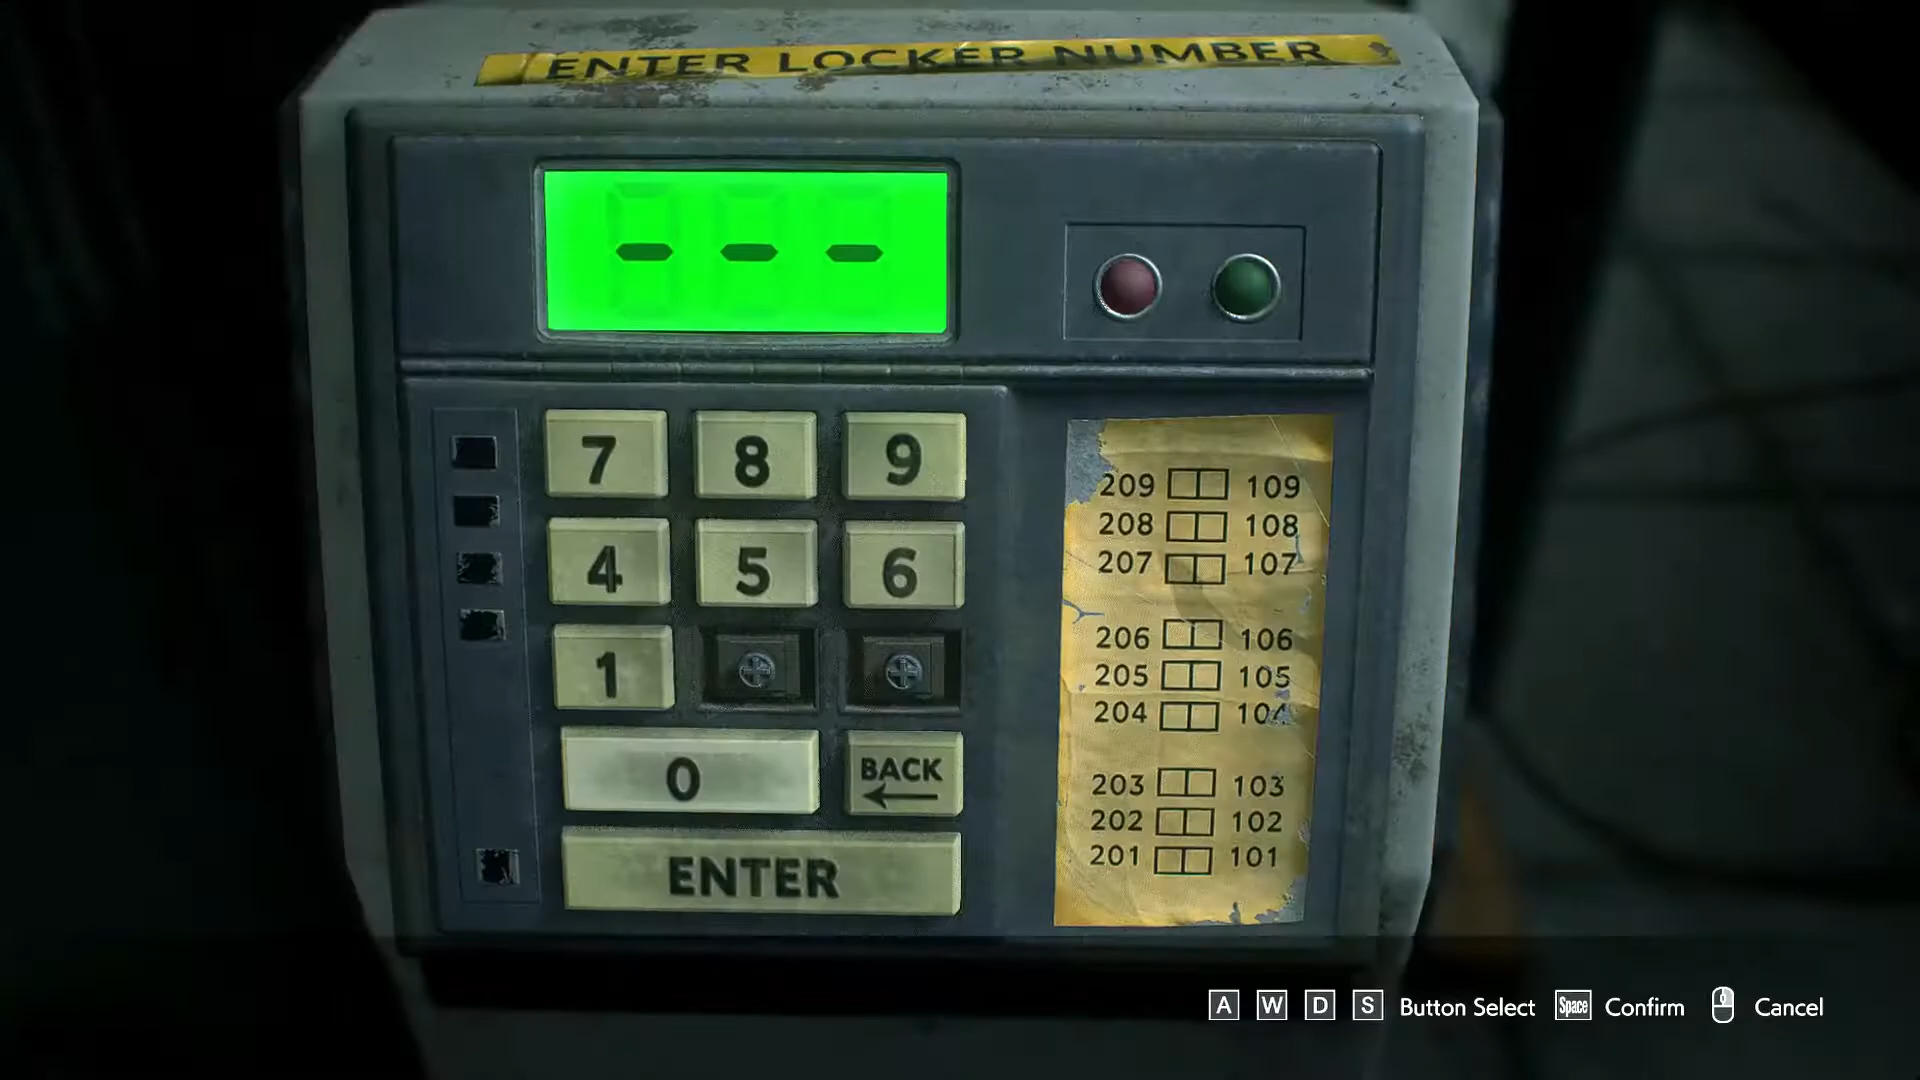 ENTER LOCKER NUMBER
---
7 8 9
4 5 6
1
0 BACK
ENTER
209 109
208 108
207 107
206 106
205 105
204 104
203 103
202 102
201 101
A W D S Button Select Space Confirm Cancel